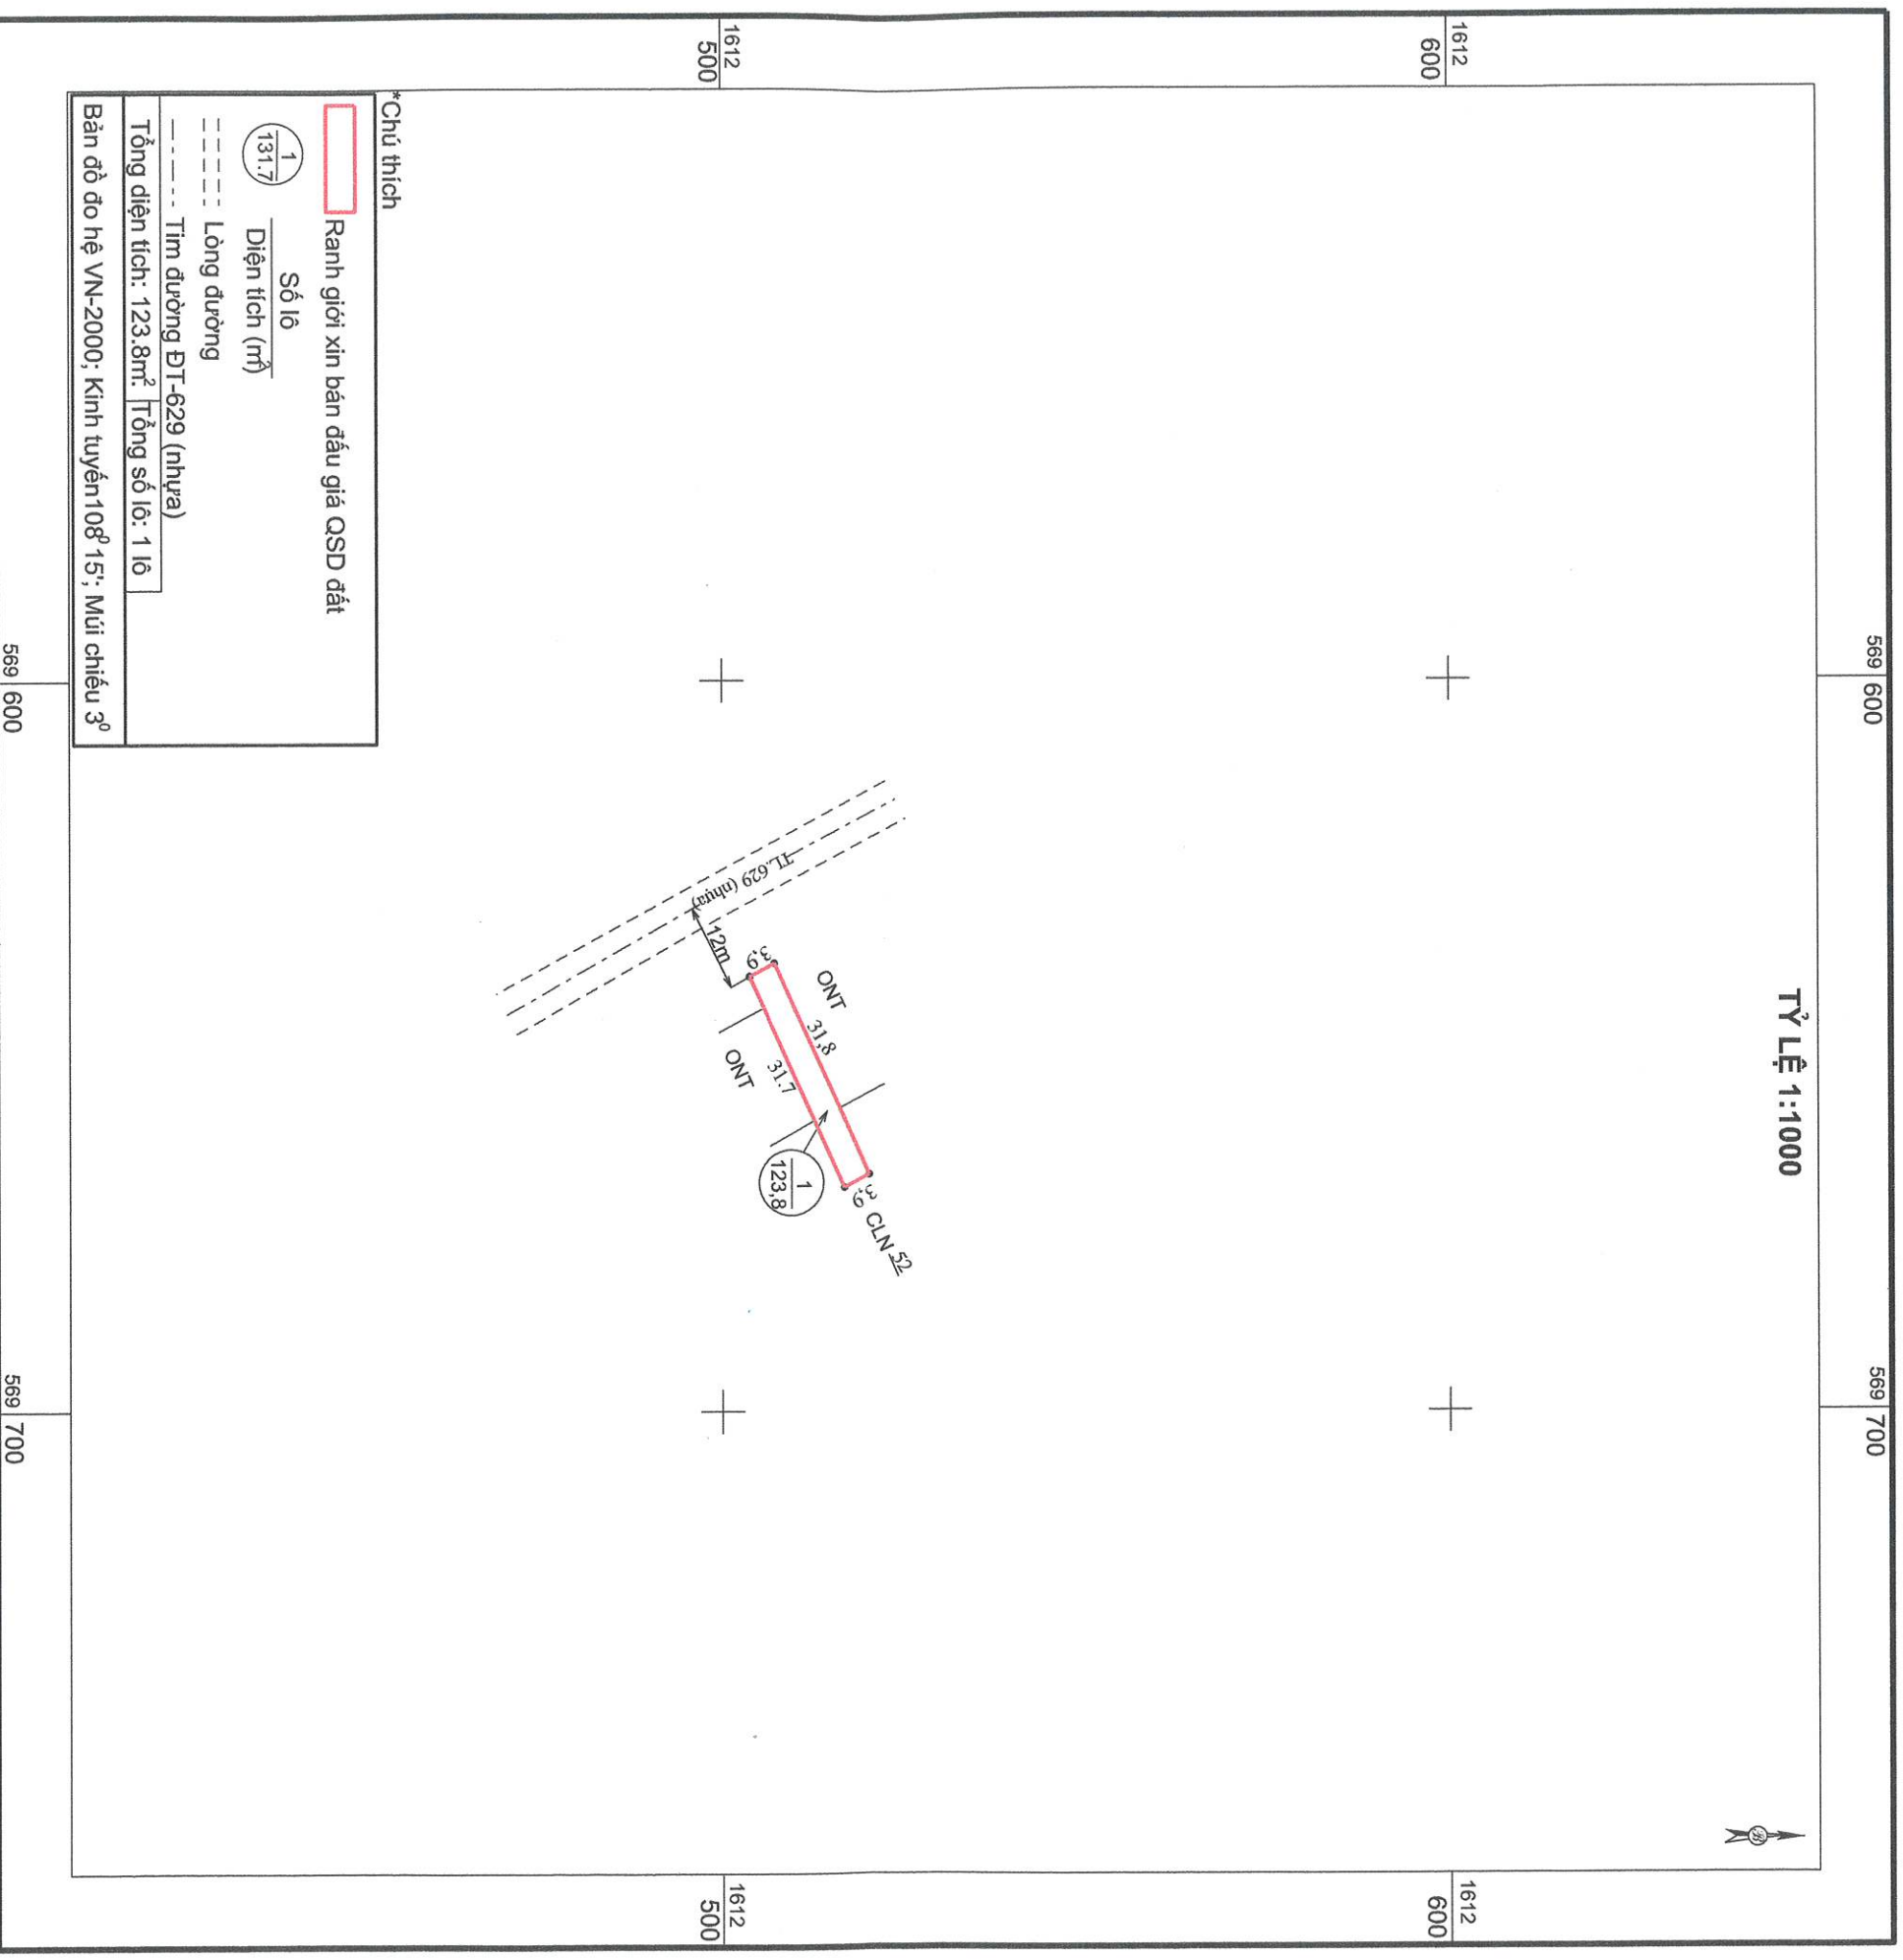 TỶ LỆ 1:1000
569 600
569 700
1612
600
1612
600
1612
500
1612
500
569 600
569 700
ONT
31,8
3,9
31.7
3,9
ONT
CLN 52
1
123,8
12m
TL.629 (nhựa)
*Chú thích
Ranh giới xin bán đấu giá QSD đất
1
131.7
Số lô
Diện tích (m²)
Lòng đường
Tim đường ĐT-629 (nhựa)
Tổng diện tích: 123.8m² Tổng số lô: 1 lô
Bản đồ đo hệ VN-2000; Kinh tuyến108⁰15'; Múi chiếu 3⁰